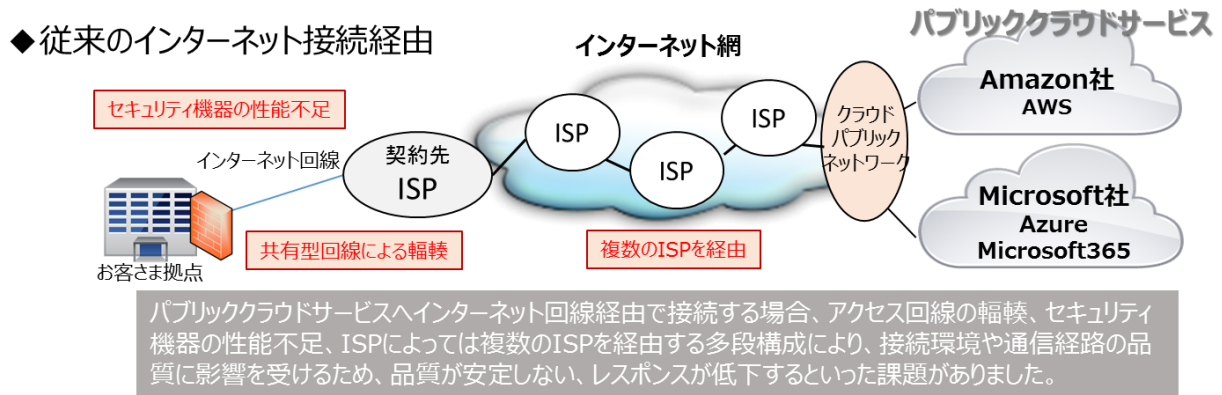 パブリッククラウドサービス
◆従来のインターネット接続経由
インターネット網
Amazon社
AWS
セキュリティ機器の性能不足
ISP
ISP
ISP
クラウド
パブリック
ネットワーク
インターネット回線
契約先
ISP
Microsoft社
Azure
Microsoft365
共有型回線による輻輳
複数のISPを経由
お客さま拠点
パブリッククラウドサービスへインターネット回線経由で接続する場合、アクセス回線の輻輳、セキュリティ
機器の性能不足、ISPによっては複数のISPを経由する多段構成により、接続環境や通信経路の品
質に影響を受けるため、品質が安定しない、レスポンスが低下するといった課題がありました。